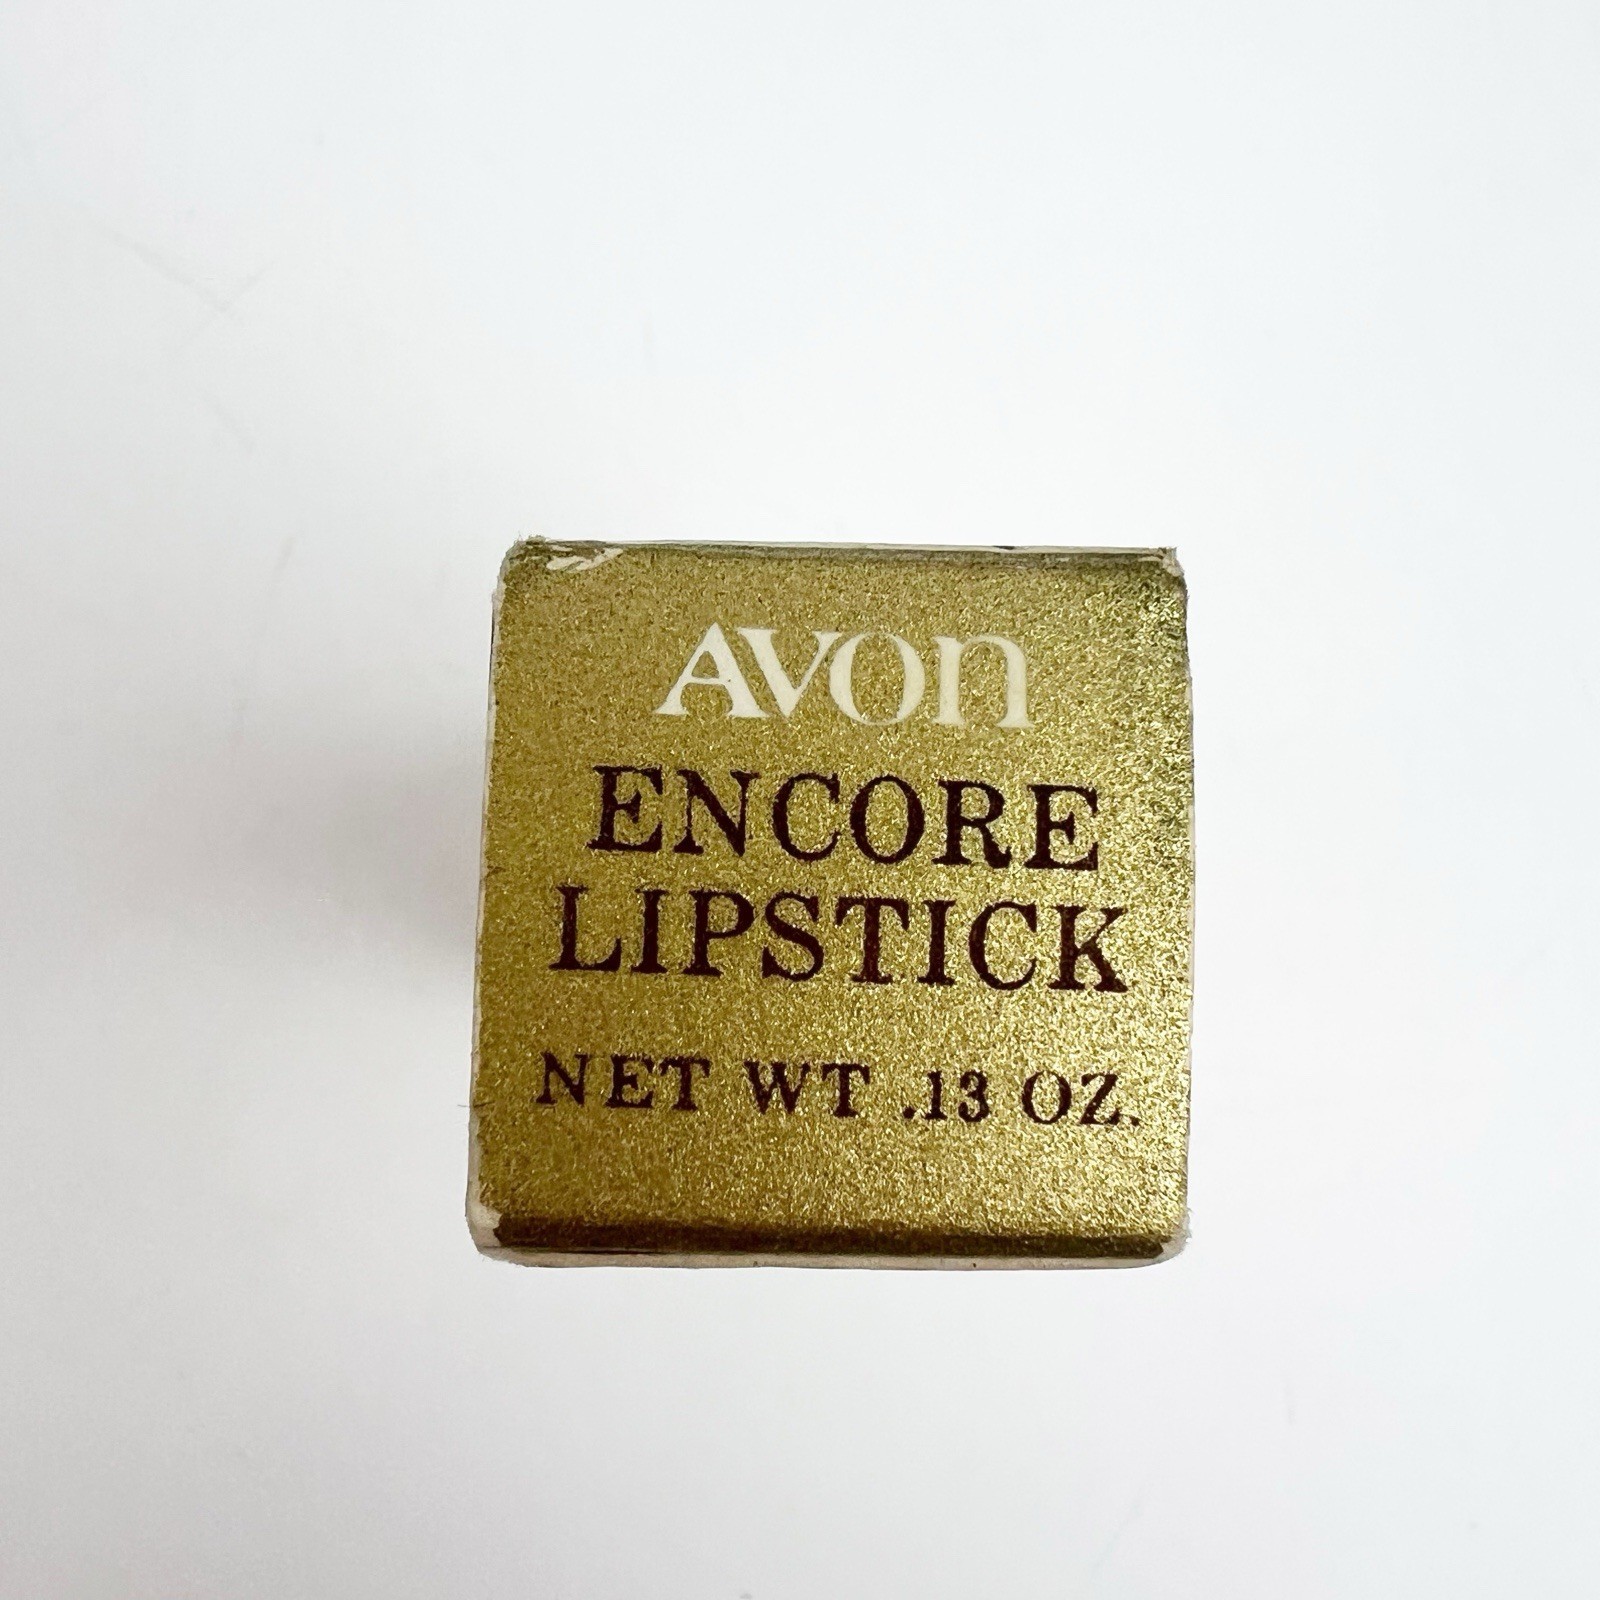 AVON
ENCORE
LIPSTICK
NET WT .13 OZ.